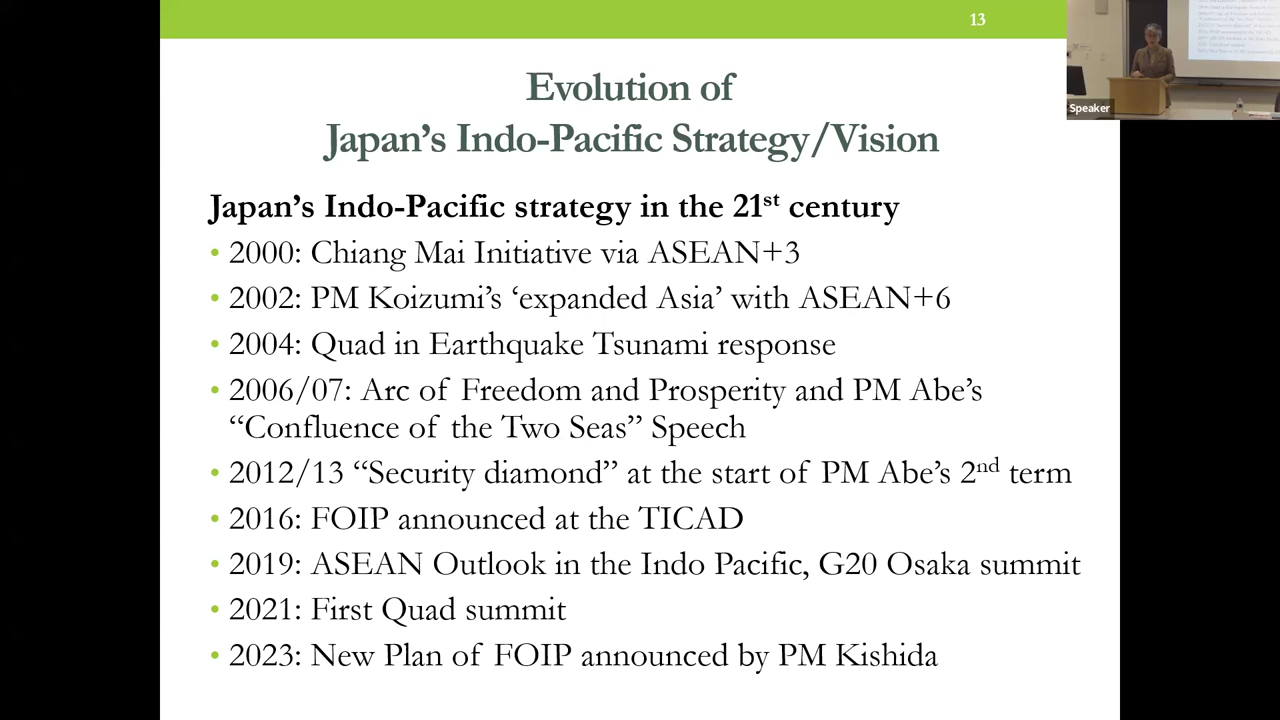 13
Evolution of
Japan’s Indo-Pacific Strategy/Vision
Japan’s Indo-Pacific strategy in the 21st century
• 2000: Chiang Mai Initiative via ASEAN+3
• 2002: PM Koizumi’s ‘expanded Asia’ with ASEAN+6
• 2004: Quad in Earthquake Tsunami response
• 2006/07: Arc of Freedom and Prosperity and PM Abe’s
“Confluence of the Two Seas” Speech
• 2012/13 “Security diamond” at the start of PM Abe’s 2nd term
• 2016: FOIP announced at the TICAD
• 2019: ASEAN Outlook in the Indo Pacific, G20 Osaka summit
• 2021: First Quad summit
• 2023: New Plan of FOIP announced by PM Kishida
Speaker